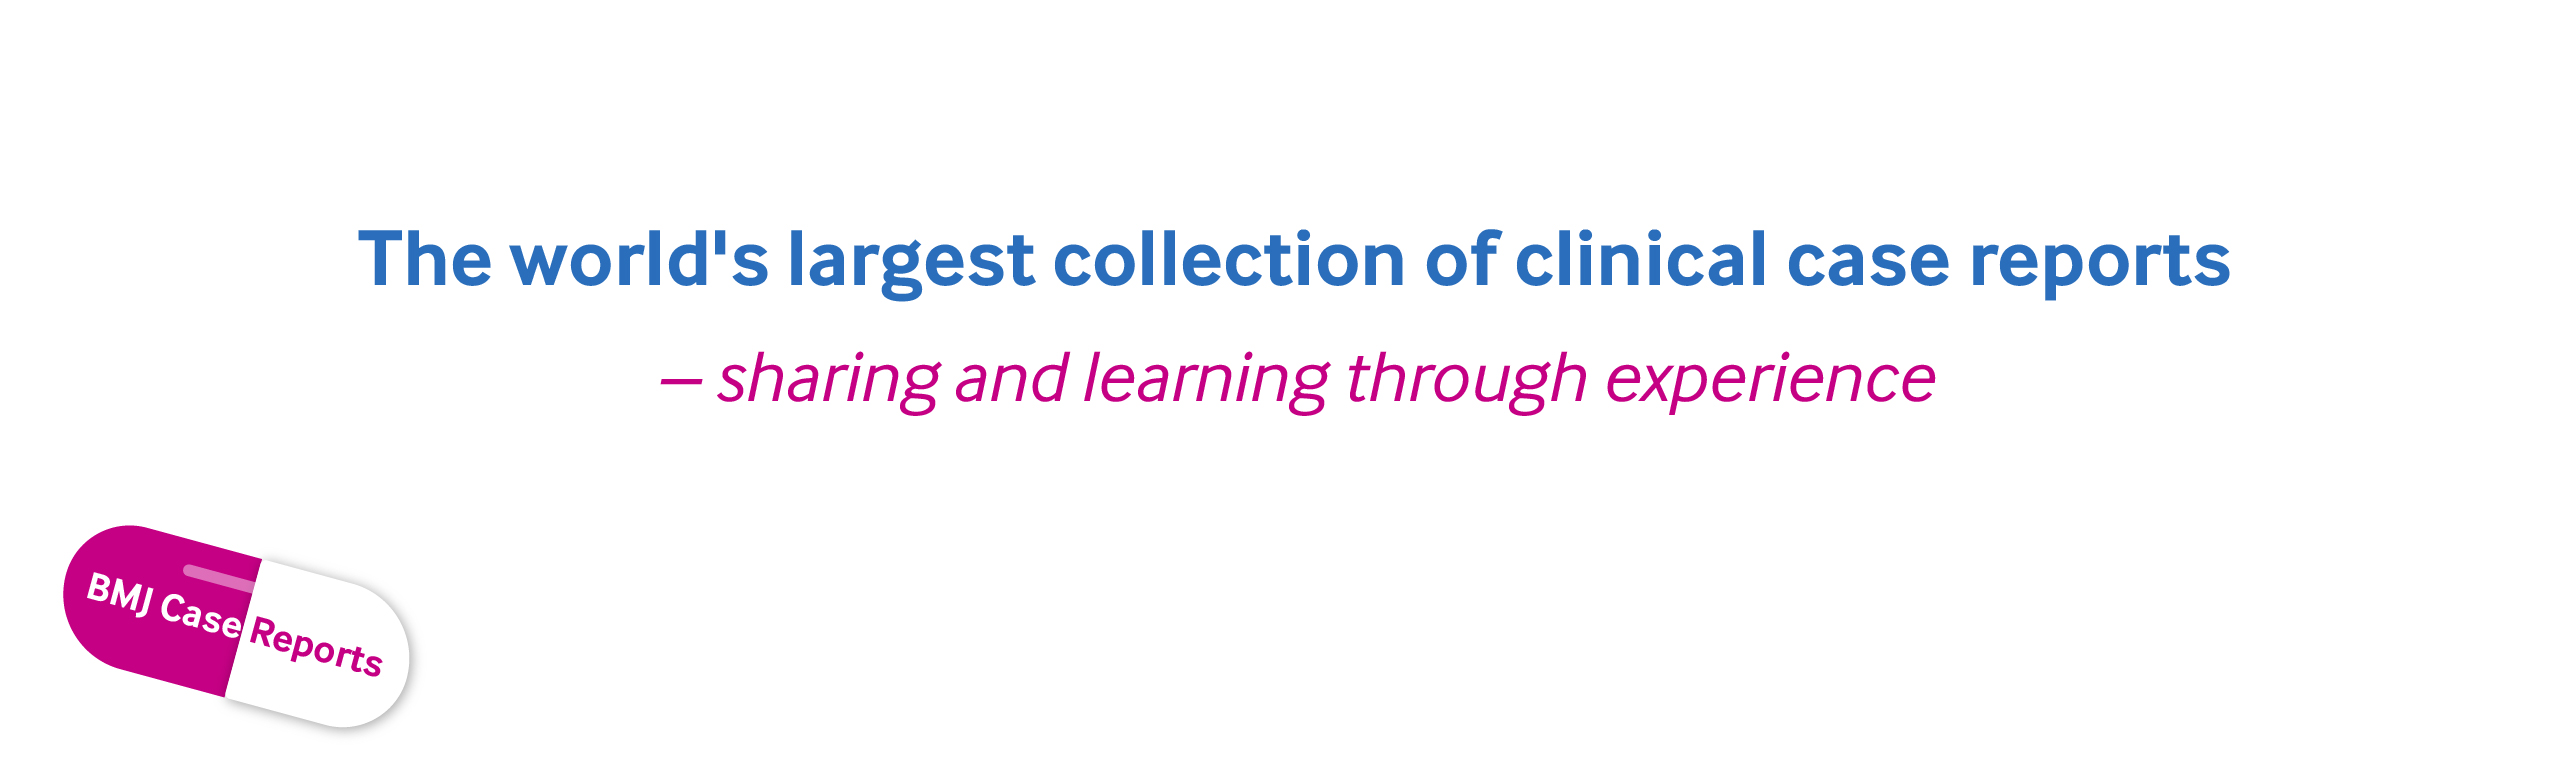 The world's largest collection of clinical case reports
– sharing and learning through experience
BMJ Case Reports